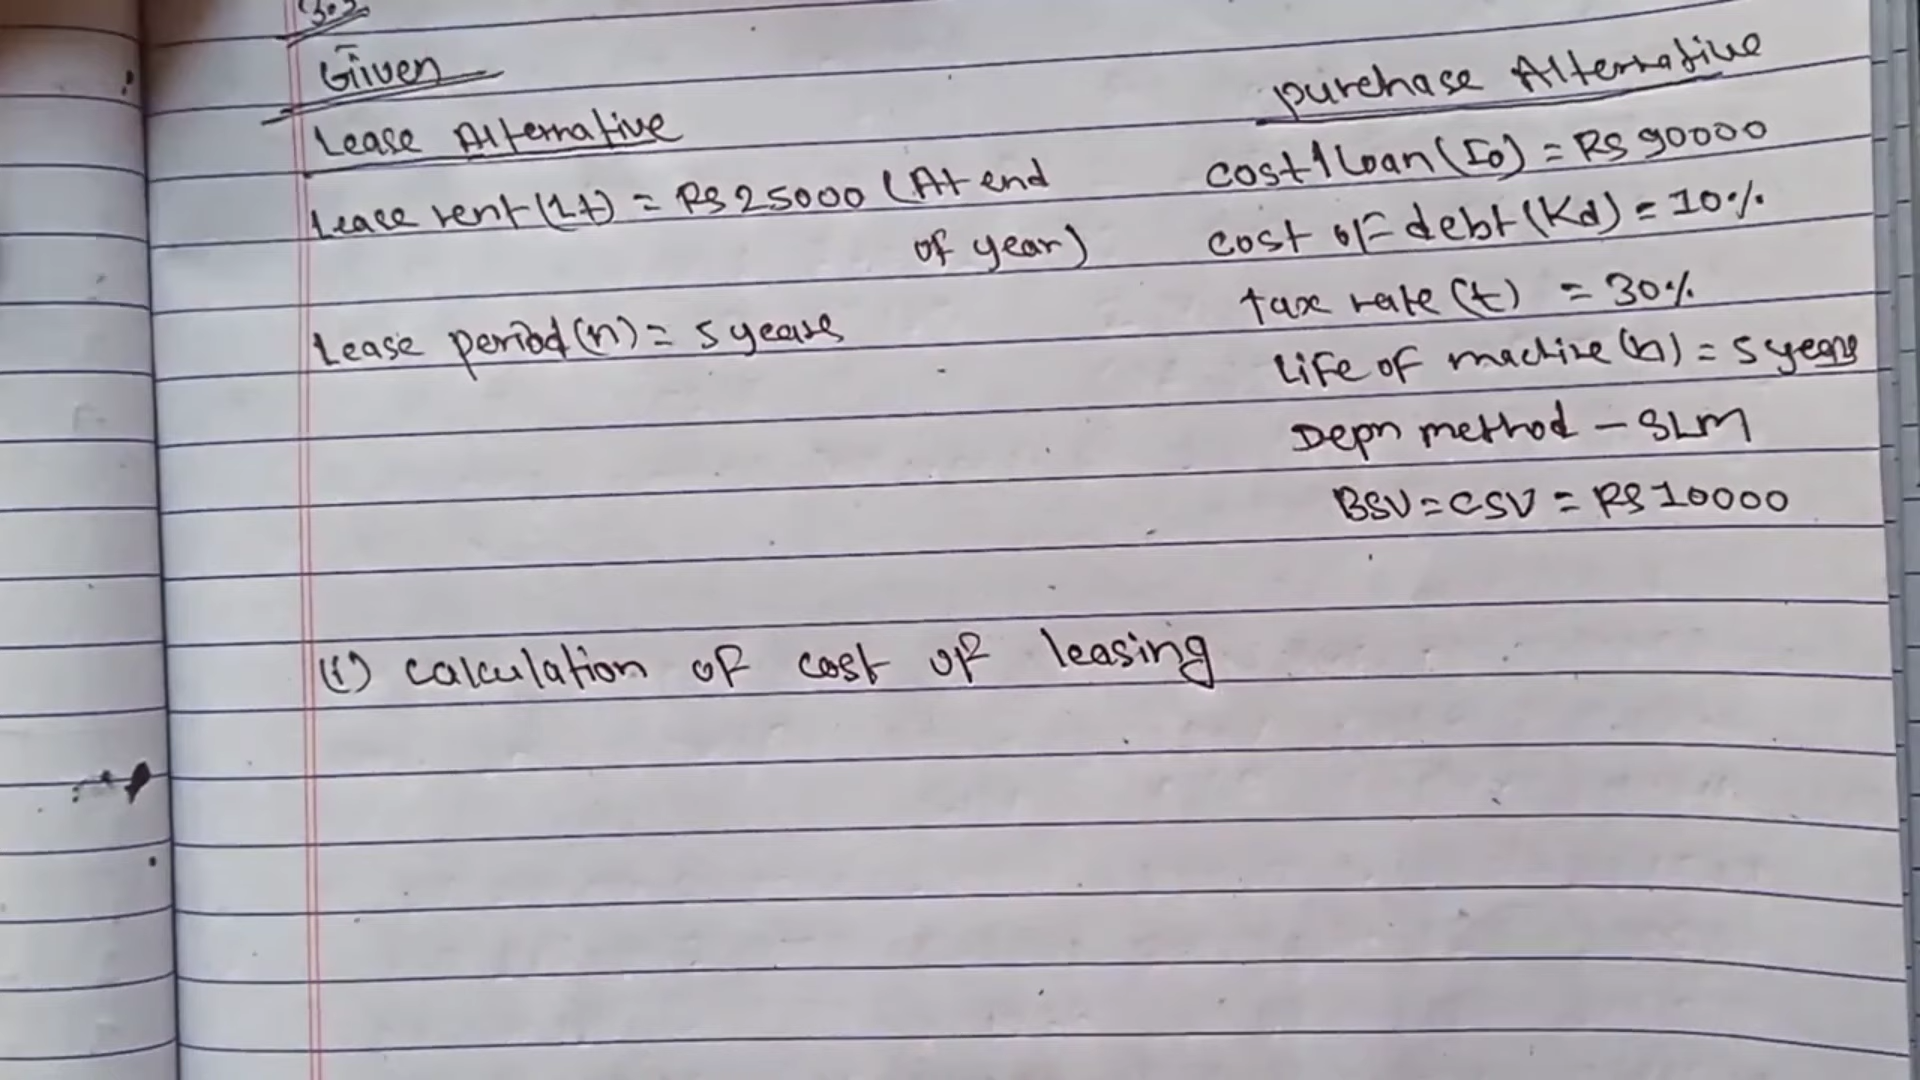 Given
Lease Alternative
Lease rent (Lt) = RS 25000 (At end
of year)
Lease period (n) = 5 years
purchase Alternative
cost / Loan (I0) = RS 90000
cost of debt (Kd) = 10%
tax rate (t) = 30%
Life of machine (n) = 5 years
Depn method - SLM
BSV = CSV = RS 10000
(i) calculation of cost of leasing